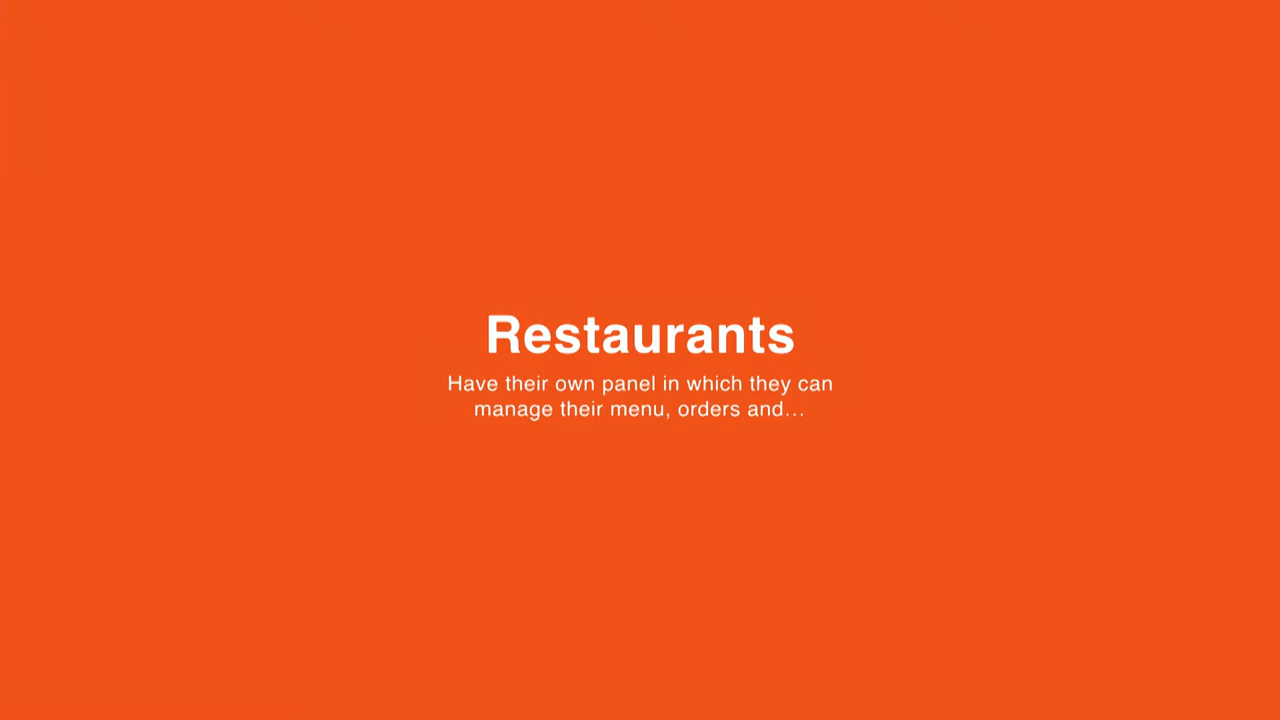 Restaurants
Have their own panel in which they can
manage their menu, orders and…